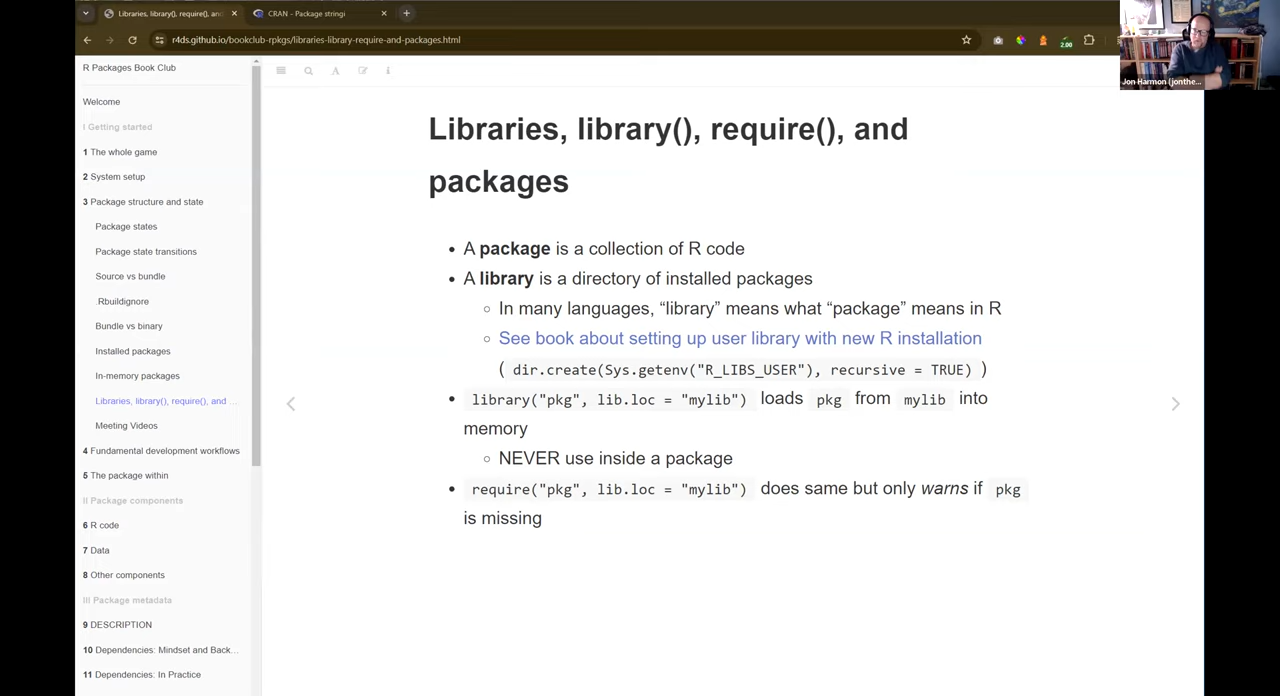 Libraries, library(), require(), and
CRAN - Package stringi
r4ds.github.io/bookclub-rpkgs/libraries-library-require-and-packages.html
2.00
Jon Harmon (jonthe...
R Packages Book Club
Welcome
I Getting started
1 The whole game
2 System setup
3 Package structure and state
Package states
Package state transitions
Source vs bundle
.Rbuildignore
Bundle vs binary
Installed packages
In-memory packages
Libraries, library(), require(), and ...
Meeting Videos
4 Fundamental development workflows
5 The package within
II Package components
6 R code
7 Data
8 Other components
III Package metadata
9 DESCRIPTION
10 Dependencies: Mindset and Back...
11 Dependencies: In Practice
Libraries, library(), require(), and
packages
• A package is a collection of R code
• A library is a directory of installed packages
○ In many languages, “library” means what “package” means in R
○ See book about setting up user library with new R installation
( dir.create(Sys.getenv("R_LIBS_USER"), recursive = TRUE) )
• library("pkg", lib.loc = "mylib") loads pkg from mylib into
memory
○ NEVER use inside a package
• require("pkg", lib.loc = "mylib") does same but only warns if pkg
is missing